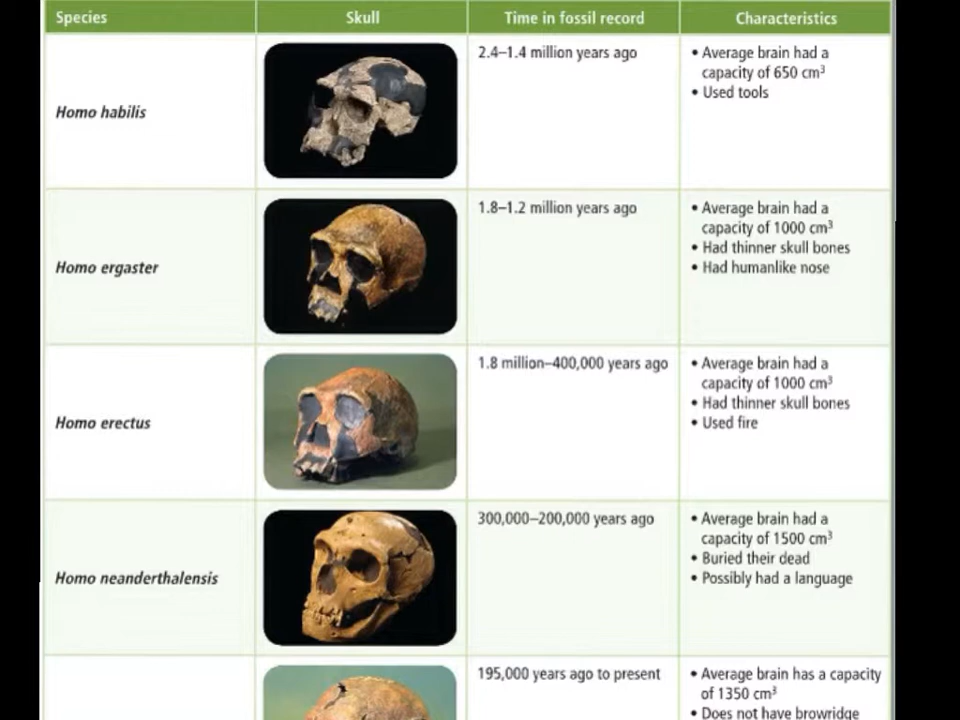 Species Skull Time in fossil record Characteristics
Homo habilis
2.4–1.4 million years ago
• Average brain had a
capacity of 650 cm³
• Used tools
Homo ergaster
1.8–1.2 million years ago
• Average brain had a
capacity of 1000 cm³
• Had thinner skull bones
• Had humanlike nose
Homo erectus
1.8 million–400,000 years ago
• Average brain had a
capacity of 1000 cm³
• Had thinner skull bones
• Used fire
Homo neanderthalensis
300,000–200,000 years ago
• Average brain had a
capacity of 1500 cm³
• Buried their dead
• Possibly had a language
195,000 years ago to present
• Average brain has a capacity
of 1350 cm³
• Does not have browridge